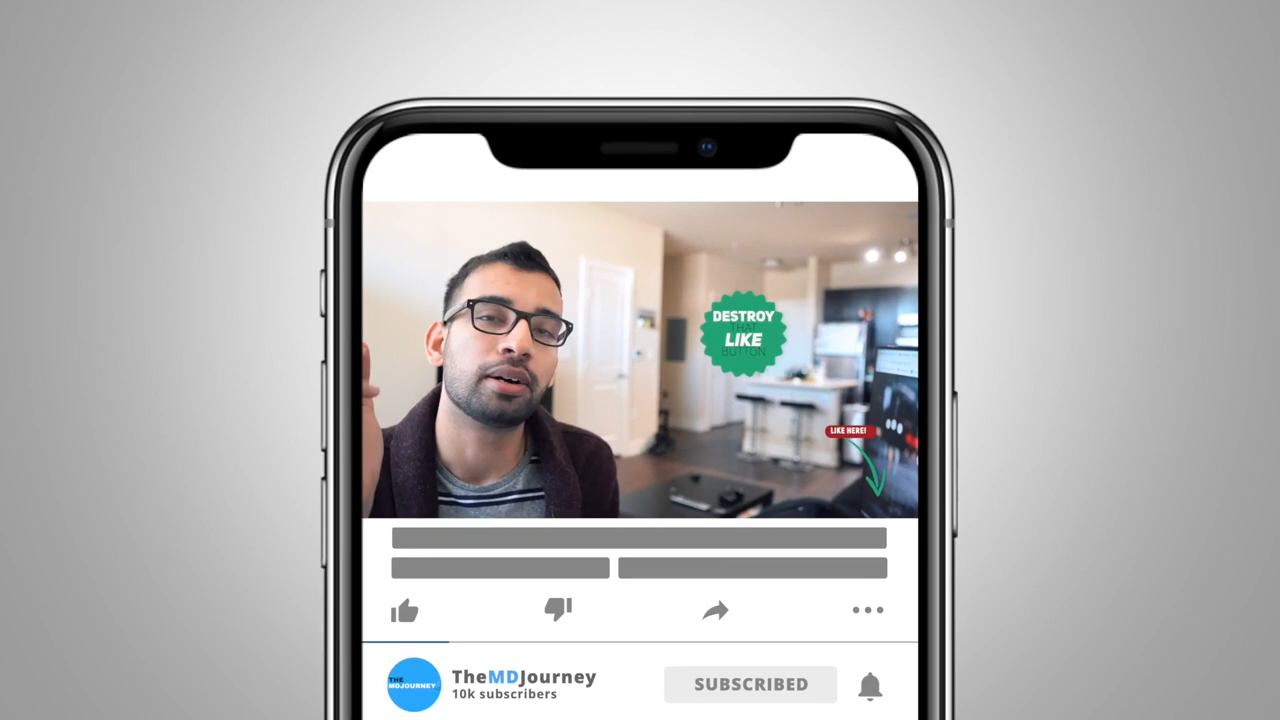 DESTROY
THAT
LIKE
BUTTON
LIKE HERE!
TheMDJourney
10k subscribers
SUBSCRIBED
THE
MDJOURNEY